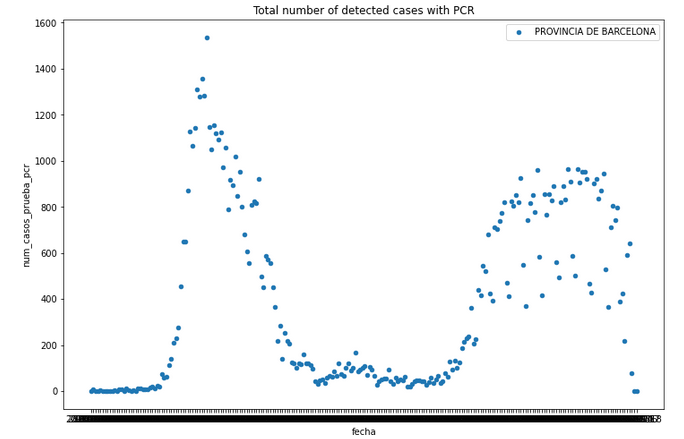 Total number of detected cases with PCR
PROVINCIA DE BARCELONA
1600
1400
1200
1000
800
600
400
200
0
num_casos_prueba_pcr
fecha